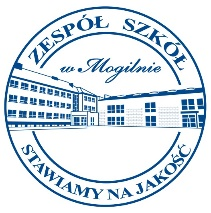 ZESPÓŁ SZKÓŁ
w Mogilnie
STAWIAMY NA JAKOŚĆ